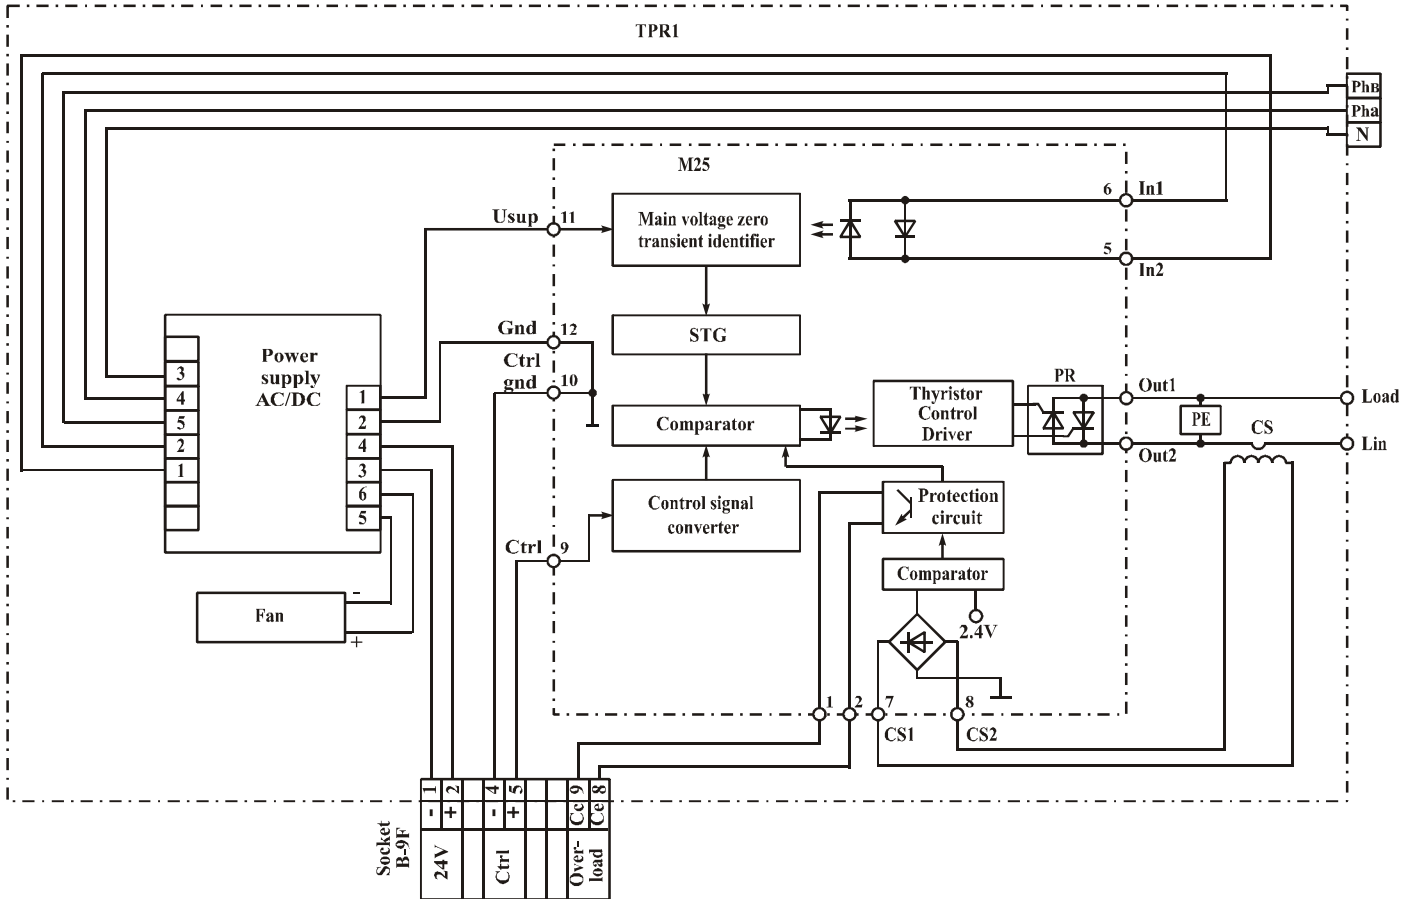 TPR1
PhB
PhA
N
M25
6 In1
Usup 11
Main voltage zero
transient identifier
5
In2
Gnd 12
STG
Ctrl
gnd 10
Power
supply
AC/DC
3
4
5
2
1
1
2
4
3
6
5
Comparator
Thyristor
Control
Driver
PR
Out1
Load
PE
CS
Out2
Lin
Control signal
converter
Protection
circuit
Ctrl 9
Comparator
2.4V
Fan
-
+
1 2 7 8
CS1 CS2
1 2 4 5 9 8
- + - + Cc Ce
Socket
B-9F
24V
Ctrl
Over-
load